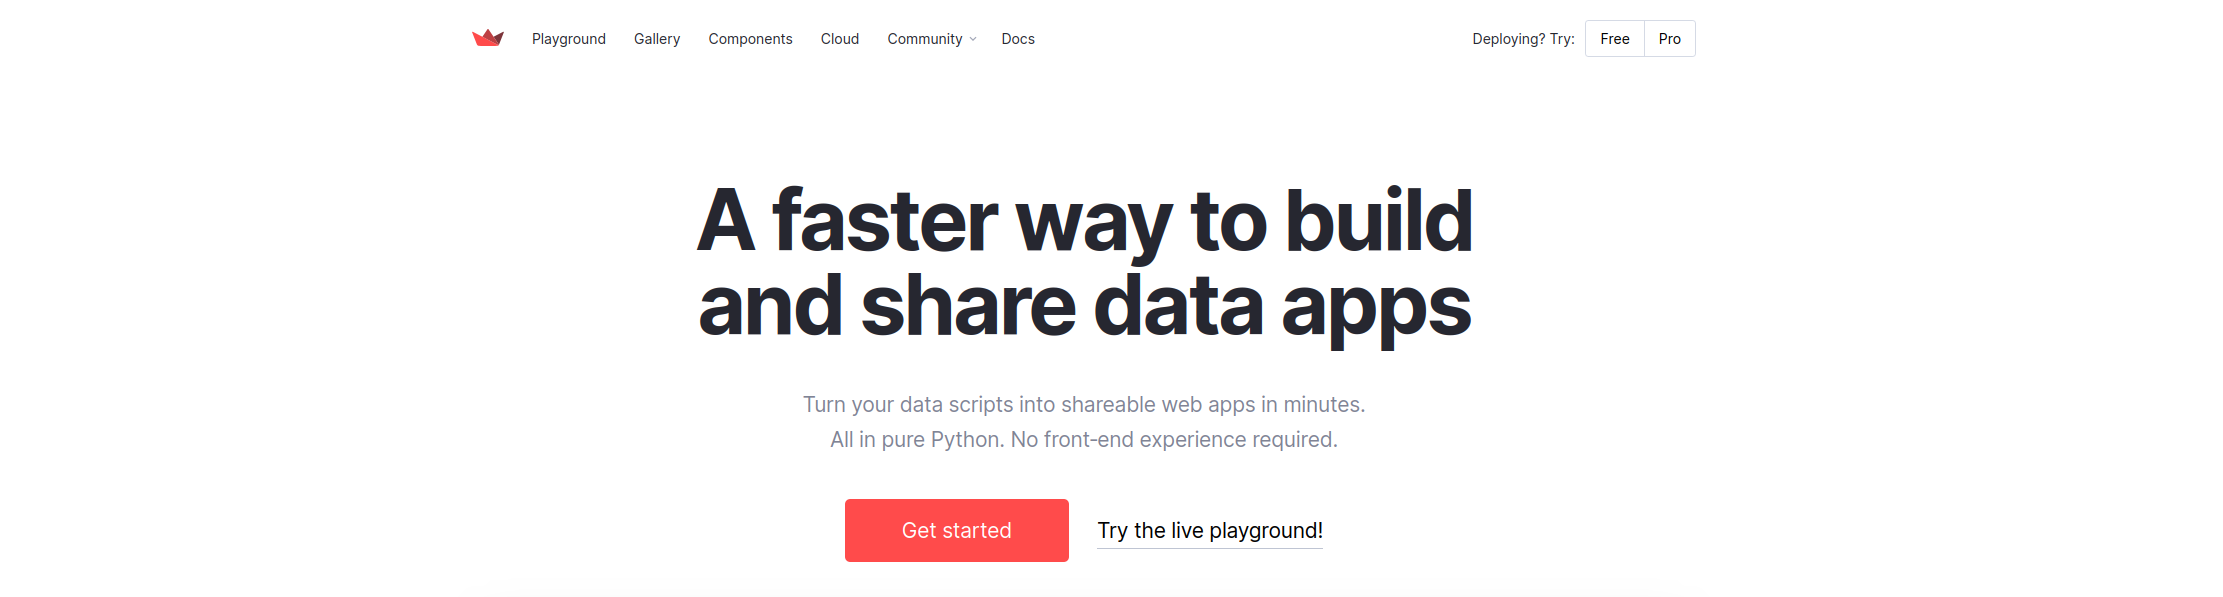 Playground Gallery Components Cloud Community Docs Deploying? Try: Free Pro
A faster way to build
and share data apps
Turn your data scripts into shareable web apps in minutes.
All in pure Python. No front-end experience required.
Get started Try the live playground!